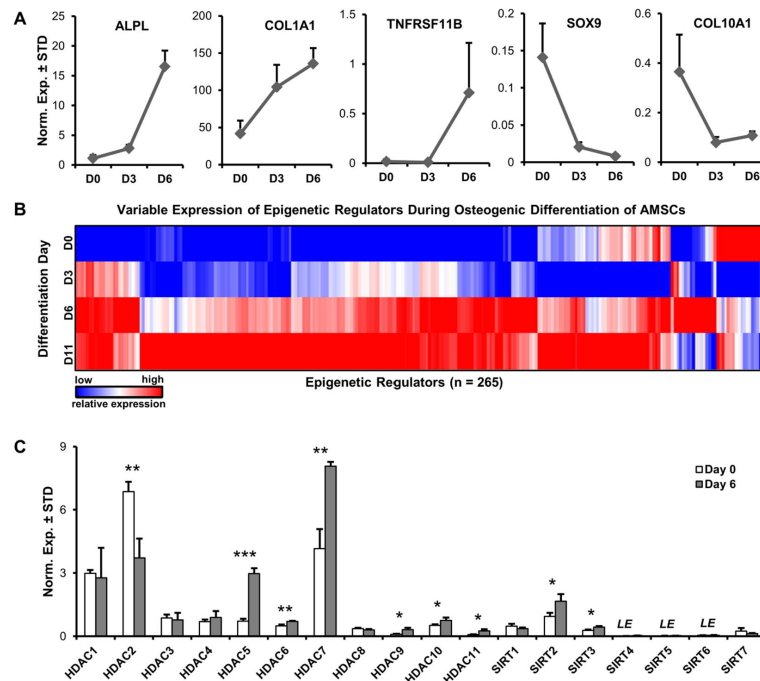 A
ALPL
COL1A1
TNFRSF11B
SOX9
COL10A1
Norm. Exp. ± STD
25
20
15
10
5
0
D0 D3 D6
200
150
100
50
0
D0 D3 D6
1.5
1
0.5
0
D0 D3 D6
0.2
0.15
0.1
0.05
0
D0 D3 D6
0.6
0.4
0.2
0
D0 D3 D6
B
Variable Expression of Epigenetic Regulators During Osteogenic Differentiation of AMSCs
Differentiation Day
D0
D3
D6
D11
low high
relative expression
Epigenetic Regulators (n = 265)
C
Norm. Exp. ± STD
9
6
3
0
Day 0
Day 6
**
***
**
**
*
*
*
*
*
LE
LE
LE
HDAC1
HDAC2
HDAC3
HDAC4
HDAC5
HDAC6
HDAC7
HDAC8
HDAC9
HDAC10
HDAC11
SIRT1
SIRT2
SIRT3
SIRT4
SIRT5
SIRT6
SIRT7